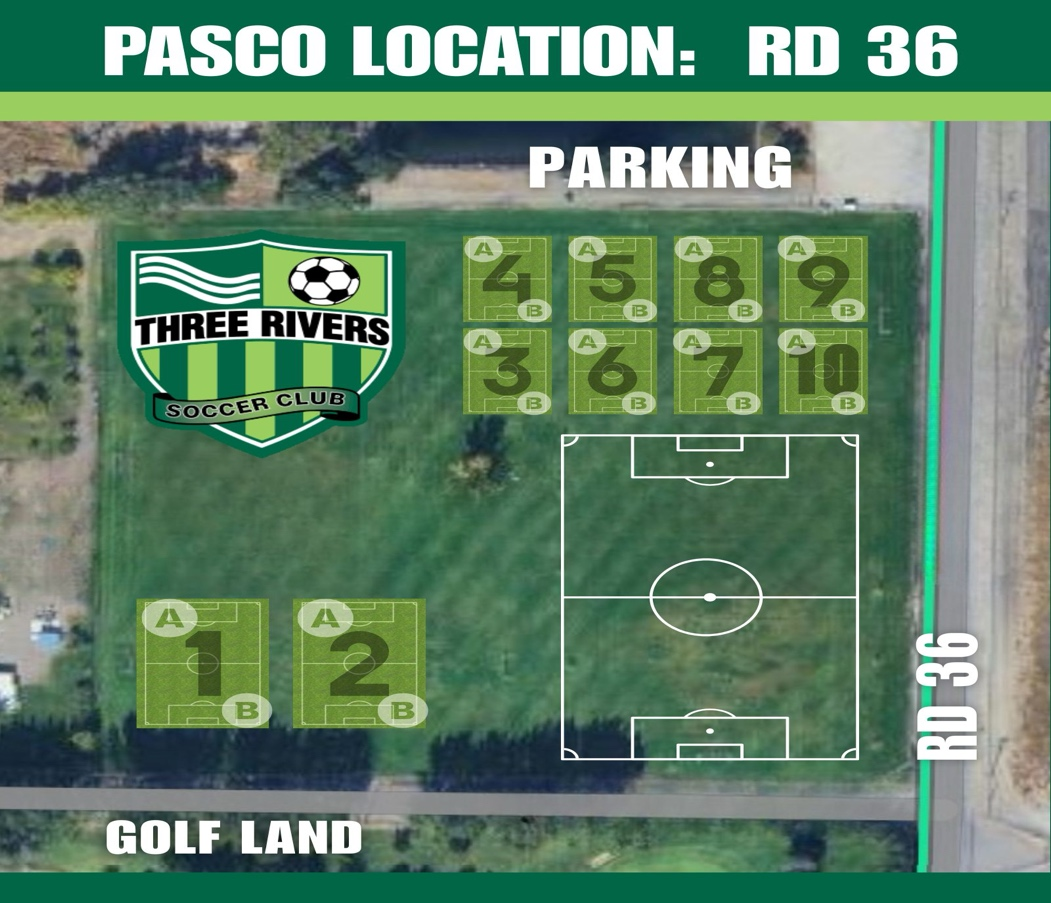 PASCO LOCATION: RD 36
PARKING
THREE RIVERS
SOCCER CLUB
A 4 B
A 5 B
A 8 B
A 9 B
A 3 B
A 6 B
A 7 B
A 10 B
A 1 B
A 2 B
RD 36
GOLF LAND